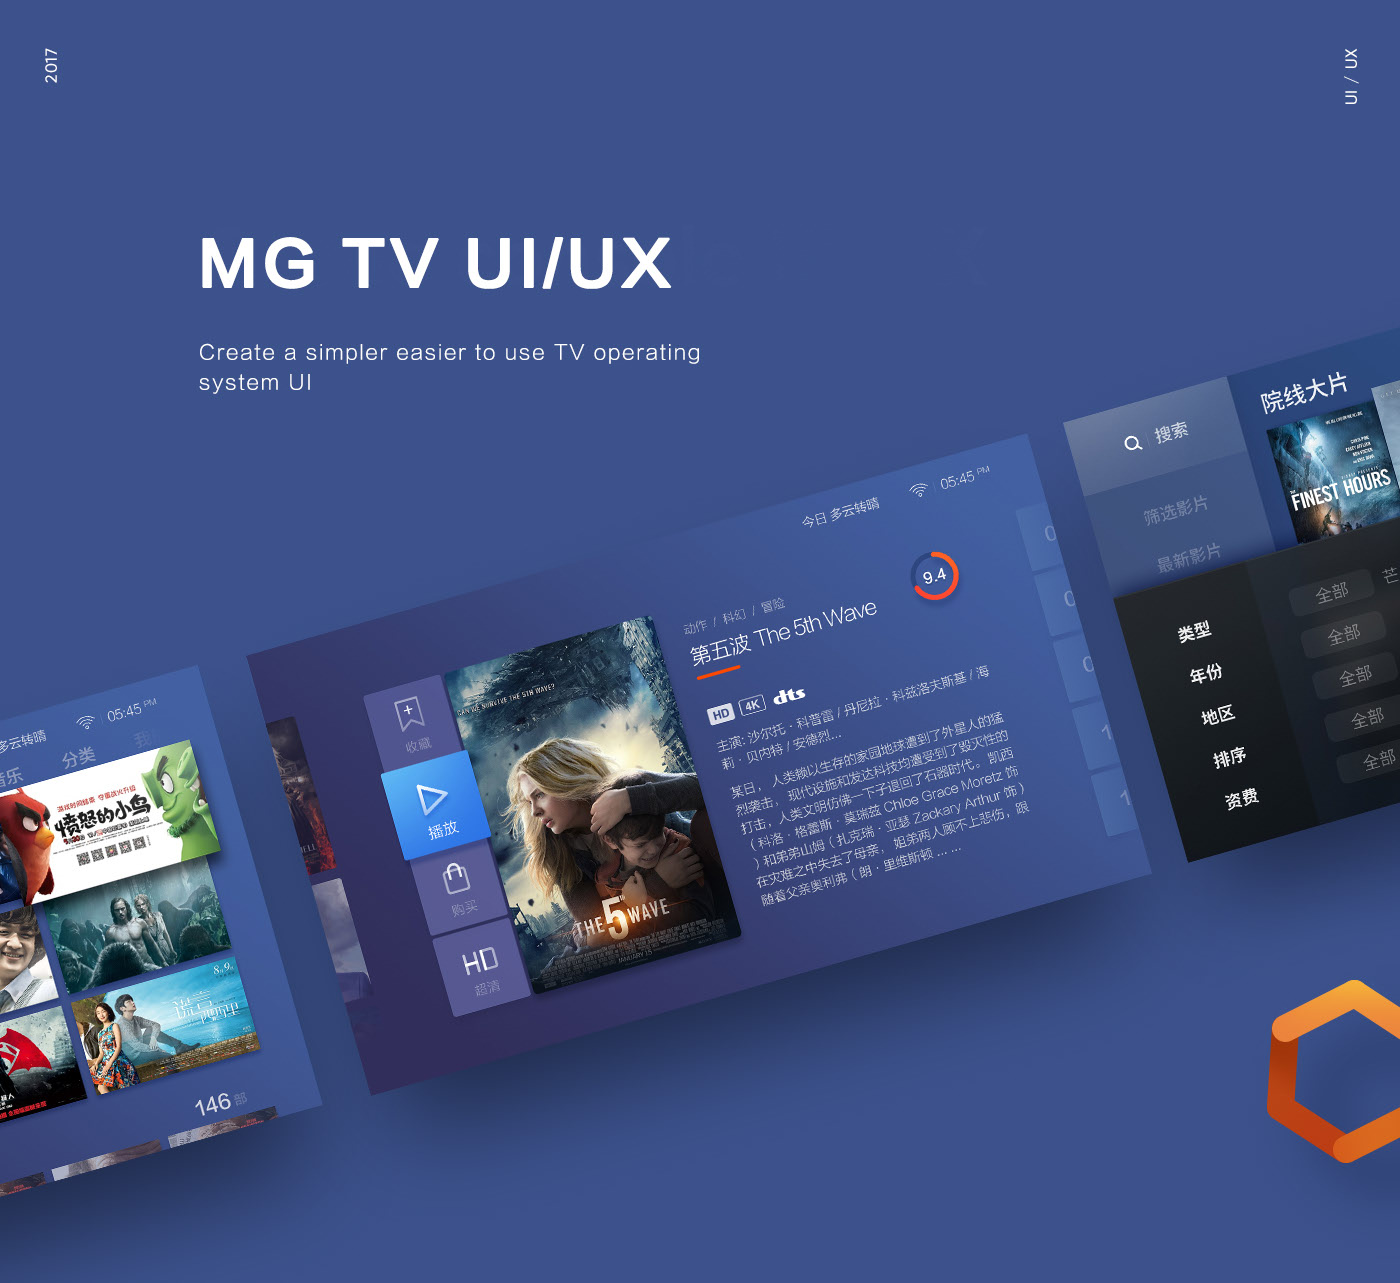 2017
UI / UX
MG TV UI/UX
Create a simpler easier to use TV operating
system UI
搜索
筛选影片
最新影片
院线大片
THE FINEST HOURS
类型
年份
地区
排序
资费
全部
芒
全部
全部
全部
全部
今日 多云转晴
05:45 PM
9.4
动作 / 科幻 / 冒险
第五波 The 5th Wave
HD 4K dts
主演: 沙尔托 · 科普雷 / 丹尼拉 · 科兹洛夫斯基 / 海
莉 · 贝内特 / 安德烈...
某日， 人类赖以生存的家园地球遭到了外星人的猛
烈袭击， 现代设施和发达科技均遭受到了毁灭性的
打击，人类文明仿佛一下子退回了石器时代。凯西
（科洛 · 格蕾斯 · 莫瑞兹 Chloe Grace Moretz 饰
）和弟弟山姆（扎克瑞 · 亚瑟 Zackary Arthur 饰）
在灾难之中失去了母亲， 姐弟两人顾不上悲伤，跟
随着父亲奥利弗（朗 · 里维斯顿 ... ...
收藏
播放
购买
HD
超清
CAN WE SURVIVE THE 5TH WAVE?
THE 5TH WAVE
JANUARY 15
多云转晴
05:45 PM
音乐
分类
愤怒的小鸟
8月9日
146 部